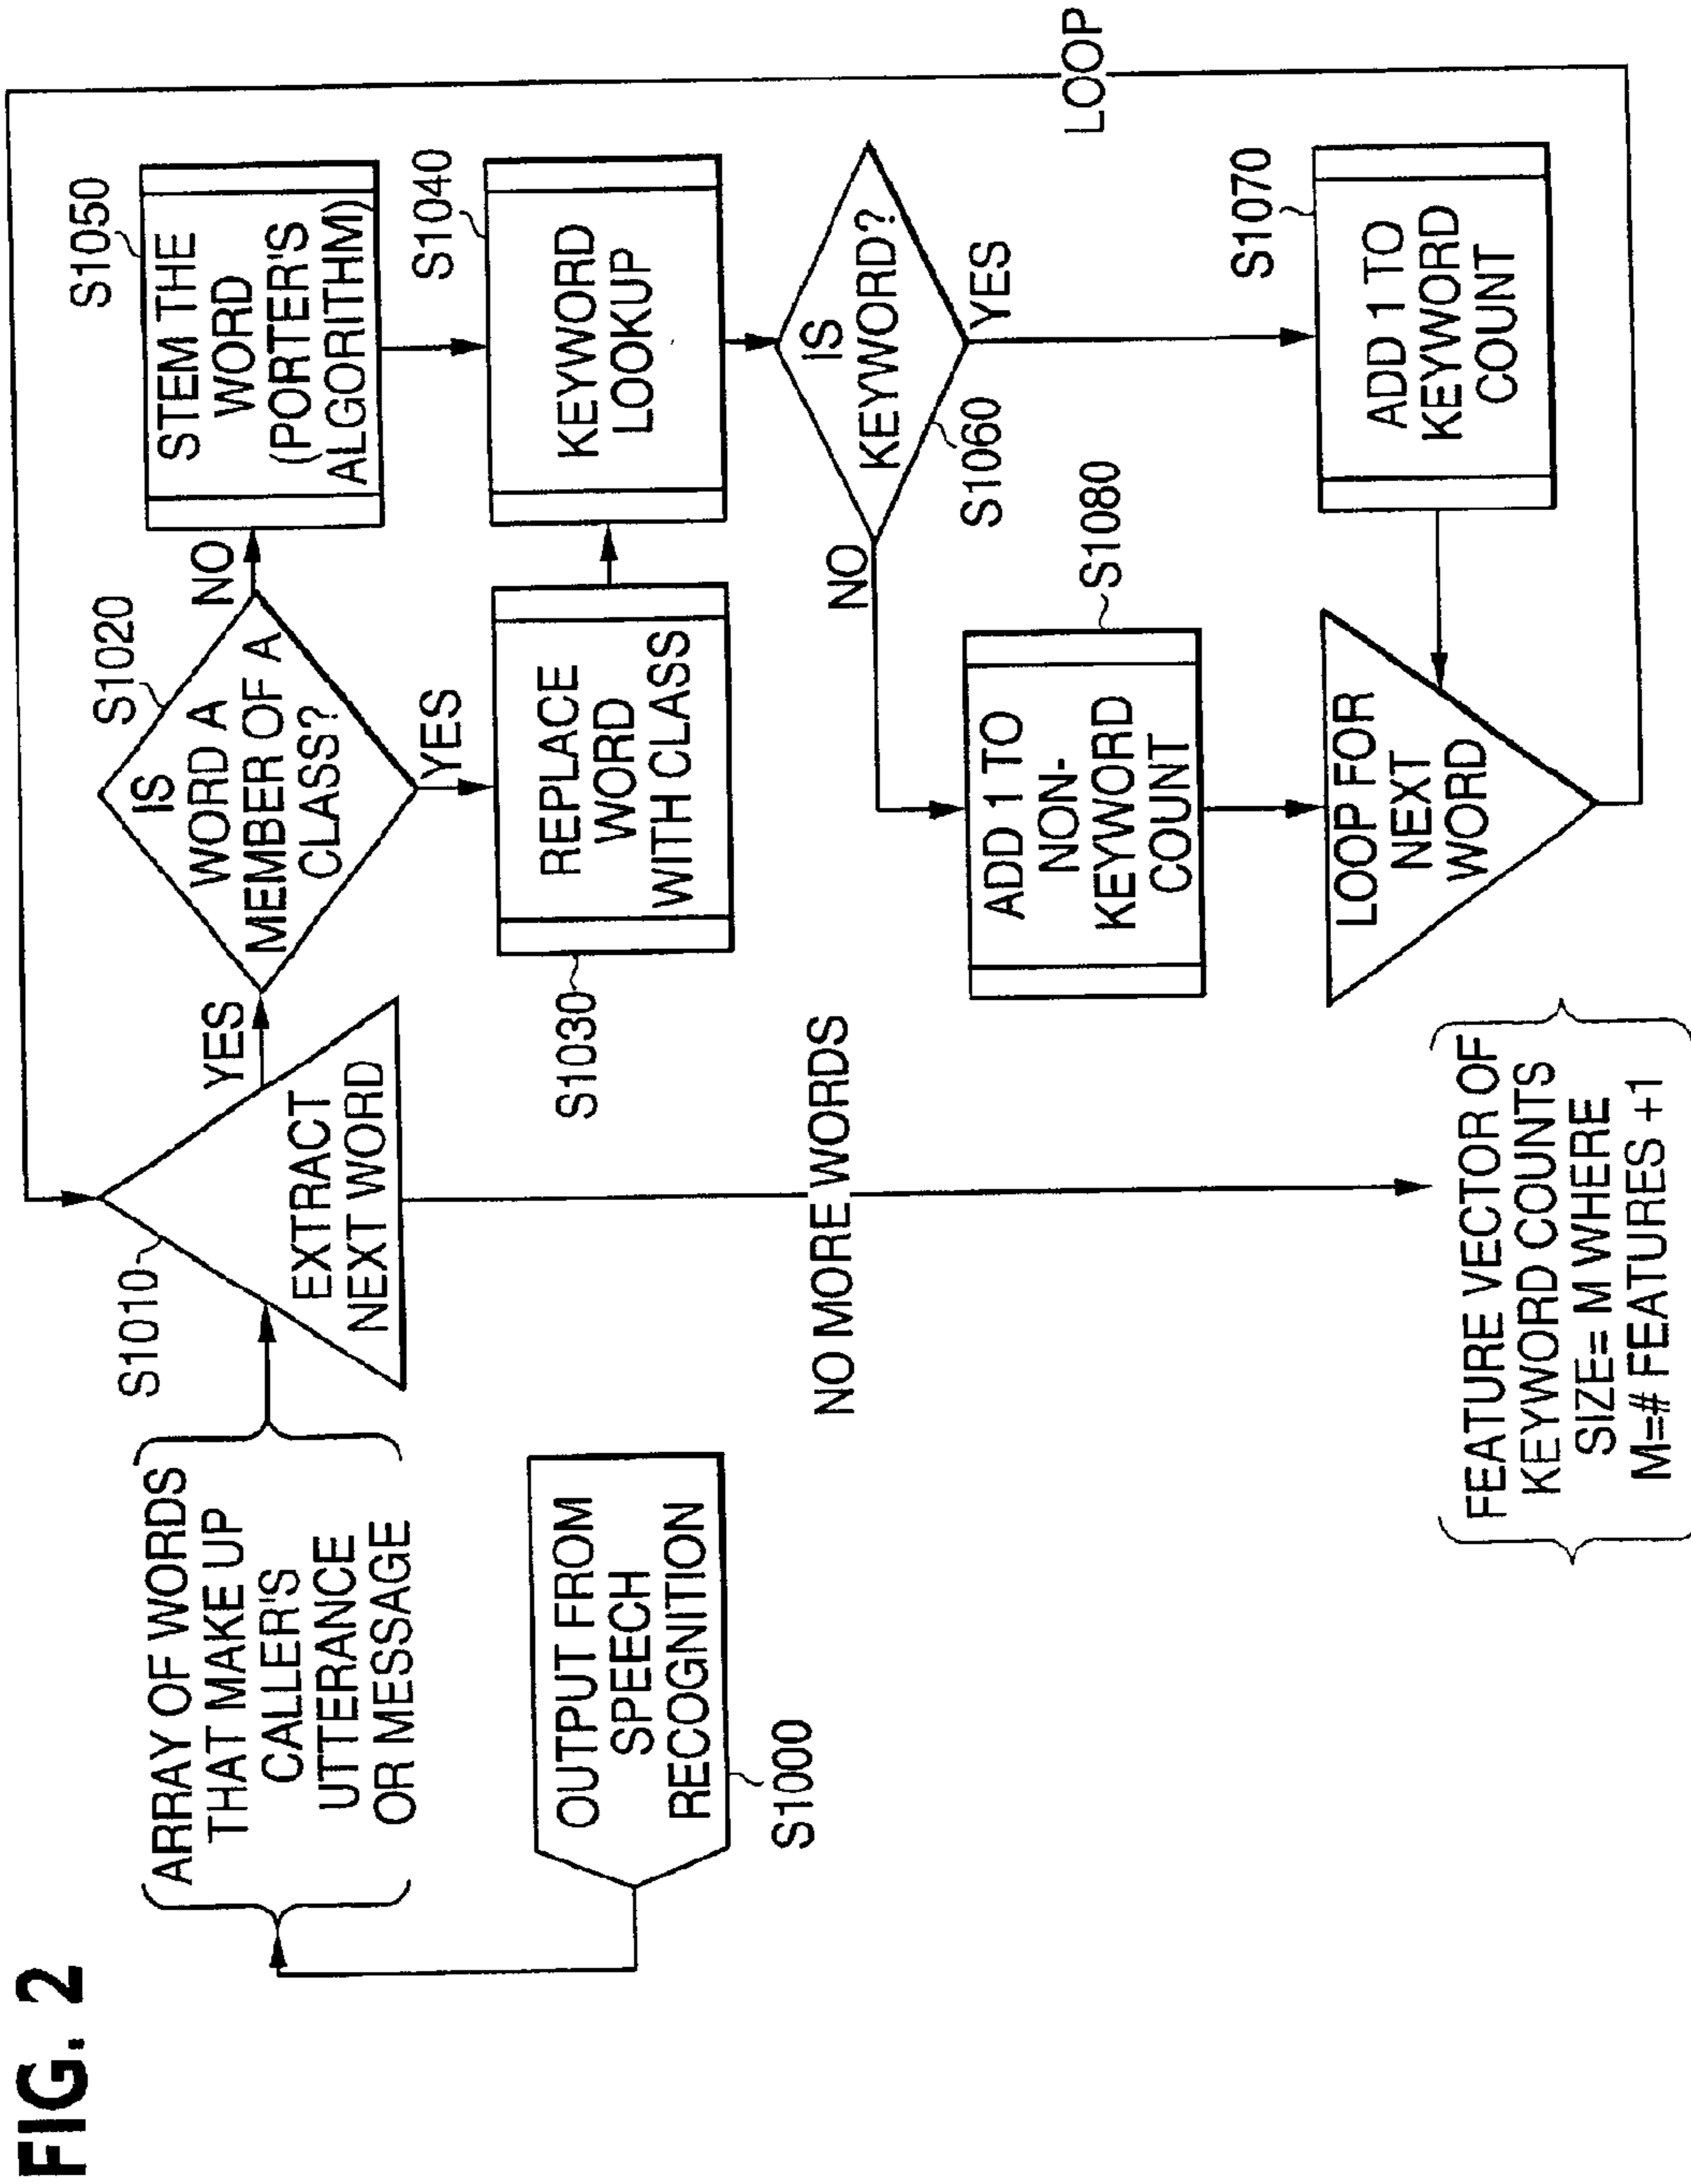 FIG. 2
ARRAY OF WORDS
THAT MAKE UP
CALLER'S
UTTERANCE
OR MESSAGE
OUTPUT FROM
SPEECH
RECOGNITION
S1000
S1010
EXTRACT
NEXT WORD
YES
NO MORE WORDS
FEATURE VECTOR OF
KEYWORD COUNTS
SIZE= M WHERE
M=# FEATURES +1
S1020
IS
WORD A
MEMBER OF A
CLASS?
NO
YES
S1030
REPLACE
WORD
WITH CLASS
S1050
STEM THE
WORD
(PORTER'S
ALGORITHM)
S1040
KEYWORD
LOOKUP
IS
KEYWORD?
S1060
NO
YES
S1080
ADD 1 TO
NON-
KEYWORD
COUNT
S1070
ADD 1 TO
KEYWORD
COUNT
LOOP FOR
NEXT
WORD
LOOP